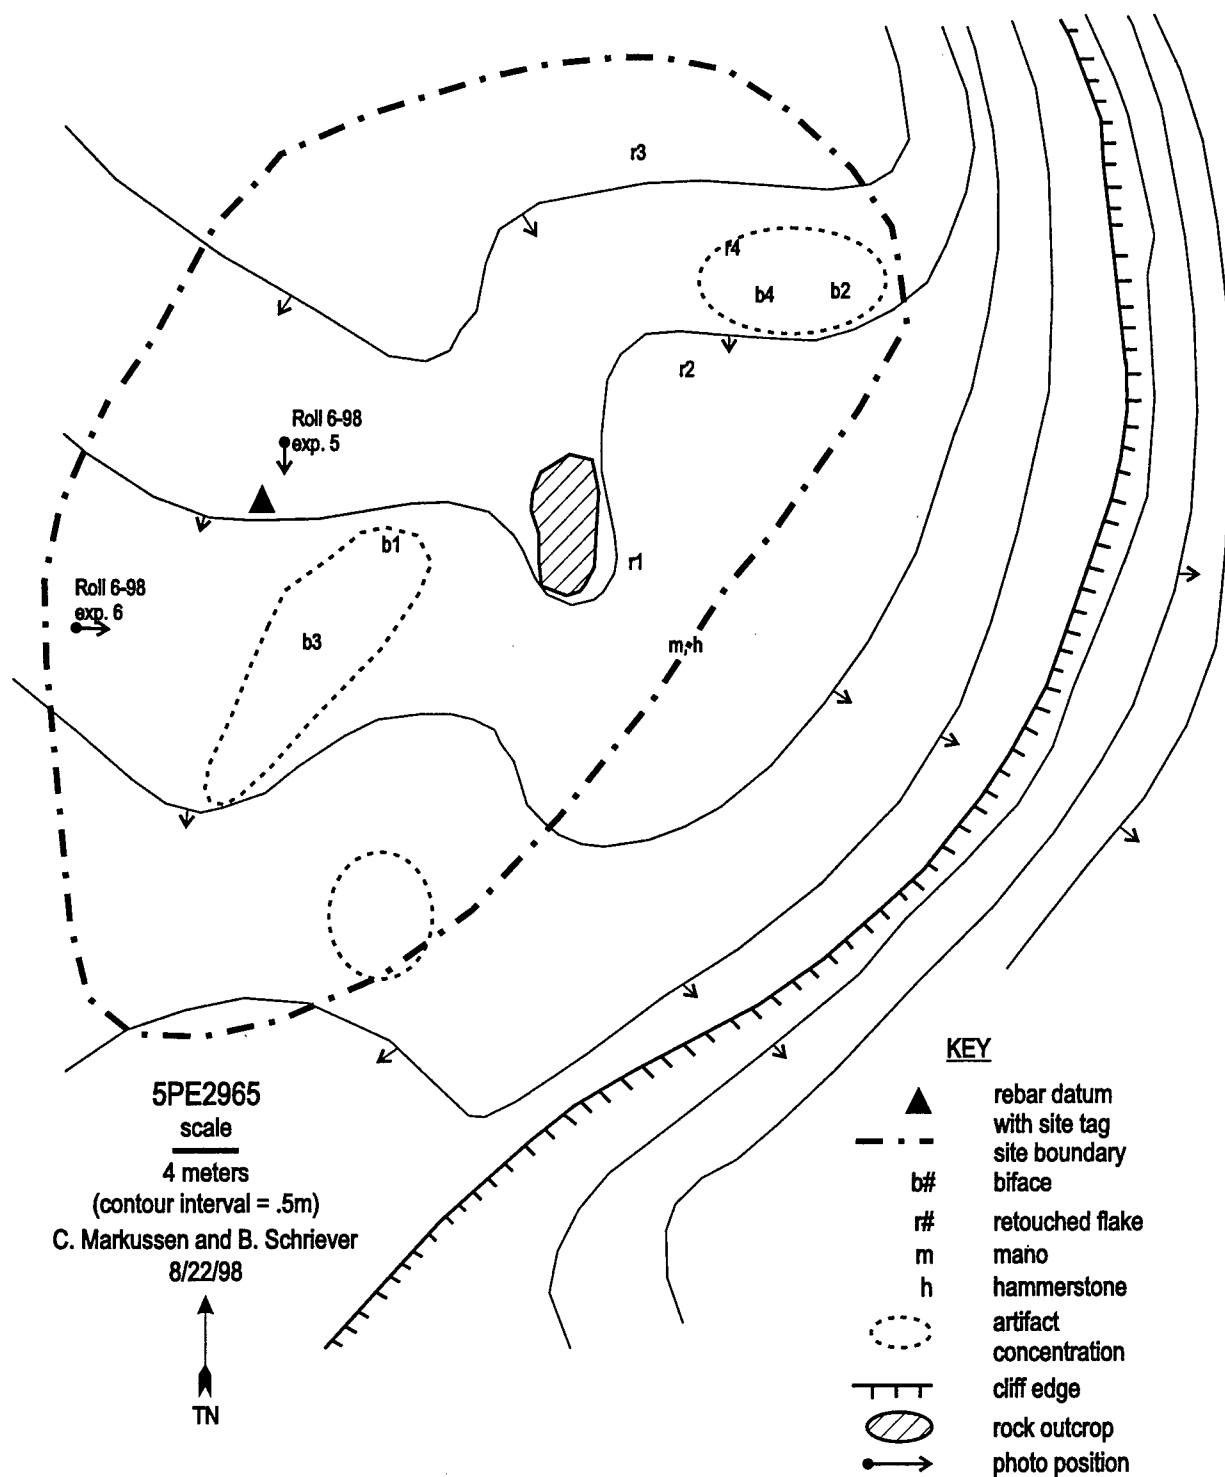 r3
r4
b4
b2
r2
Roll 6-98
exp. 5
b1
r1
Roll 6-98
exp. 6
b3
m, h
5PE2965
scale
4 meters
(contour interval = .5m)
C. Markussen and B. Schriever
8/22/98
TN
KEY
rebar datum
with site tag
site boundary
b# biface
r# retouched flake
m mano
h hammerstone
artifact
concentration
cliff edge
rock outcrop
photo position